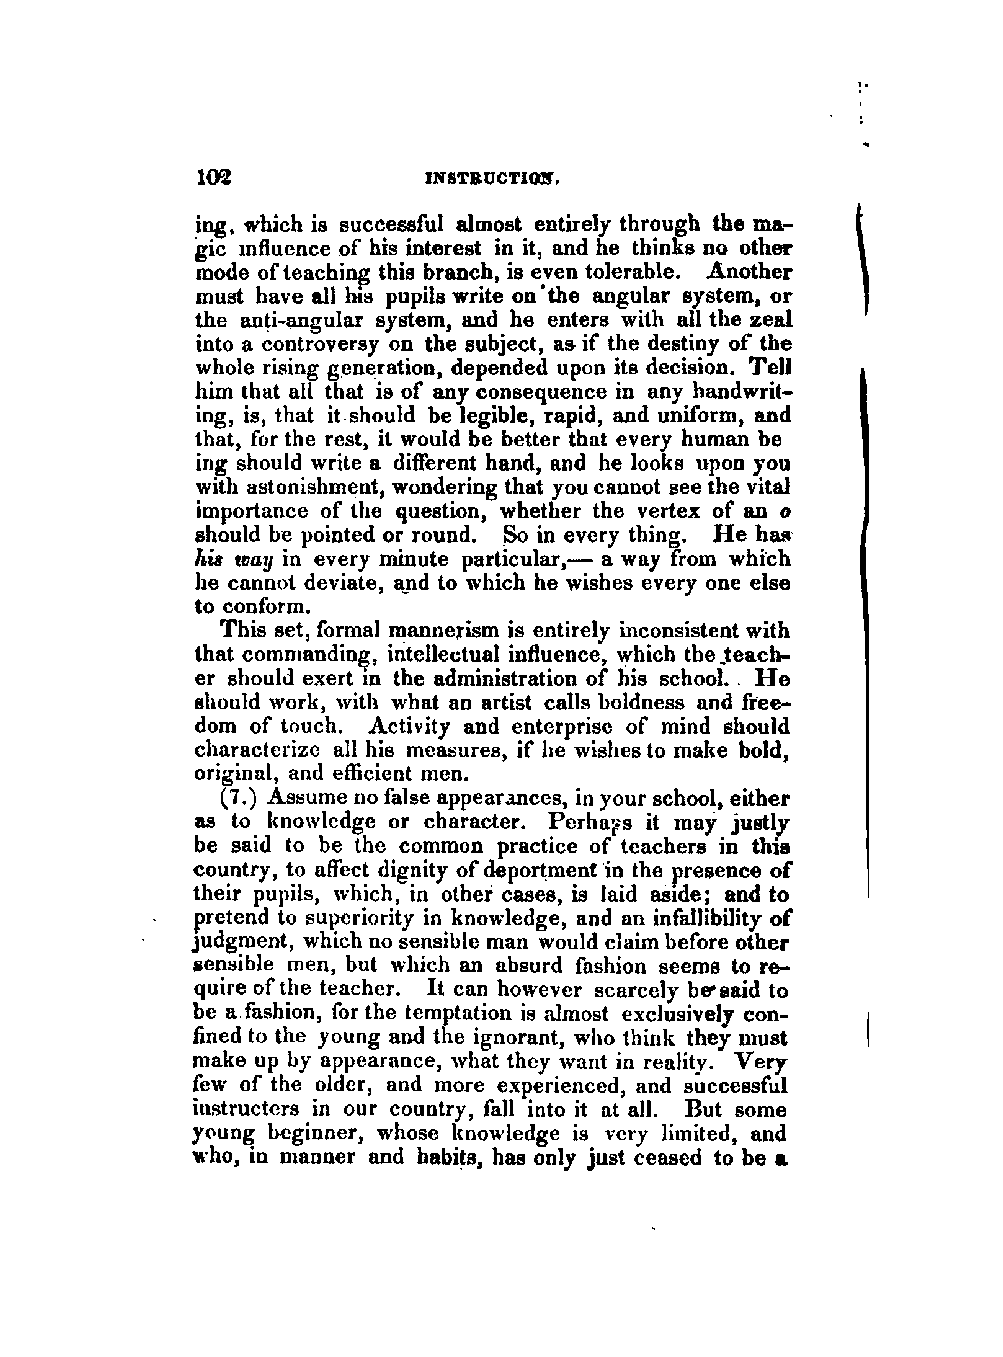 102 INSTRUCTION.
ing, which is successful almost entirely through the ma-
gic influence of his interest in it, and he thinks no other
mode of teaching this branch, is even tolerable. Another
must have all his pupils write on the angular system, or
the anti-angular system, and he enters with all the zeal
into a controversy on the subject, as if the destiny of the
whole rising generation, depended upon its decision. Tell
him that all that is of any consequence in any handwrit-
ing, is, that it should be legible, rapid, and uniform, and
that, for the rest, it would be better that every human be
ing should write a different hand, and he looks upon you
with astonishment, wondering that you cannot see the vital
importance of the question, whether the vertex of an o
should be pointed or round. So in every thing. He has
his way in every minute particular,— a way from which
he cannot deviate, and to which he wishes every one else
to conform.
This set, formal mannerism is entirely inconsistent with
that commanding, intellectual influence, which the teach-
er should exert in the administration of his school. He
should work, with what an artist calls boldness and free-
dom of touch. Activity and enterprise of mind should
characterize all his measures, if he wishes to make bold,
original, and efficient men.
(7.) Assume no false appearances, in your school, either
as to knowledge or character. Perhaps it may justly
be said to be the common practice of teachers in this
country, to affect dignity of deportment in the presence of
their pupils, which, in other cases, is laid aside; and to
pretend to superiority in knowledge, and an infallibility of
judgment, which no sensible man would claim before other
sensible men, but which an absurd fashion seems to re-
quire of the teacher. It can however scarcely be said to
be a fashion, for the temptation is almost exclusively con-
fined to the young and the ignorant, who think they must
make up by appearance, what they want in reality. Very
few of the older, and more experienced, and successful
instructers in our country, fall into it at all. But some
young beginner, whose knowledge is very limited, and
who, in manner and habits, has only just ceased to be a